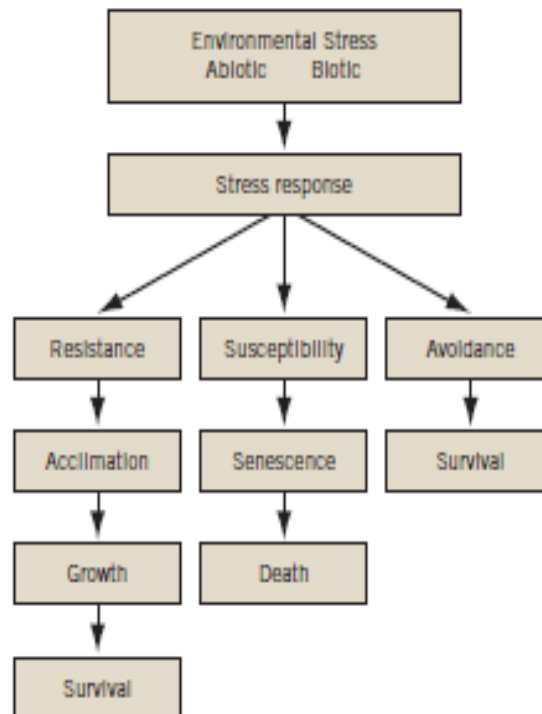 Environmental Stress
Abiotic Biotic
Stress response
Resistance Susceptibility Avoidance
Acclimation Senescence Survival
Growth Death
Survival